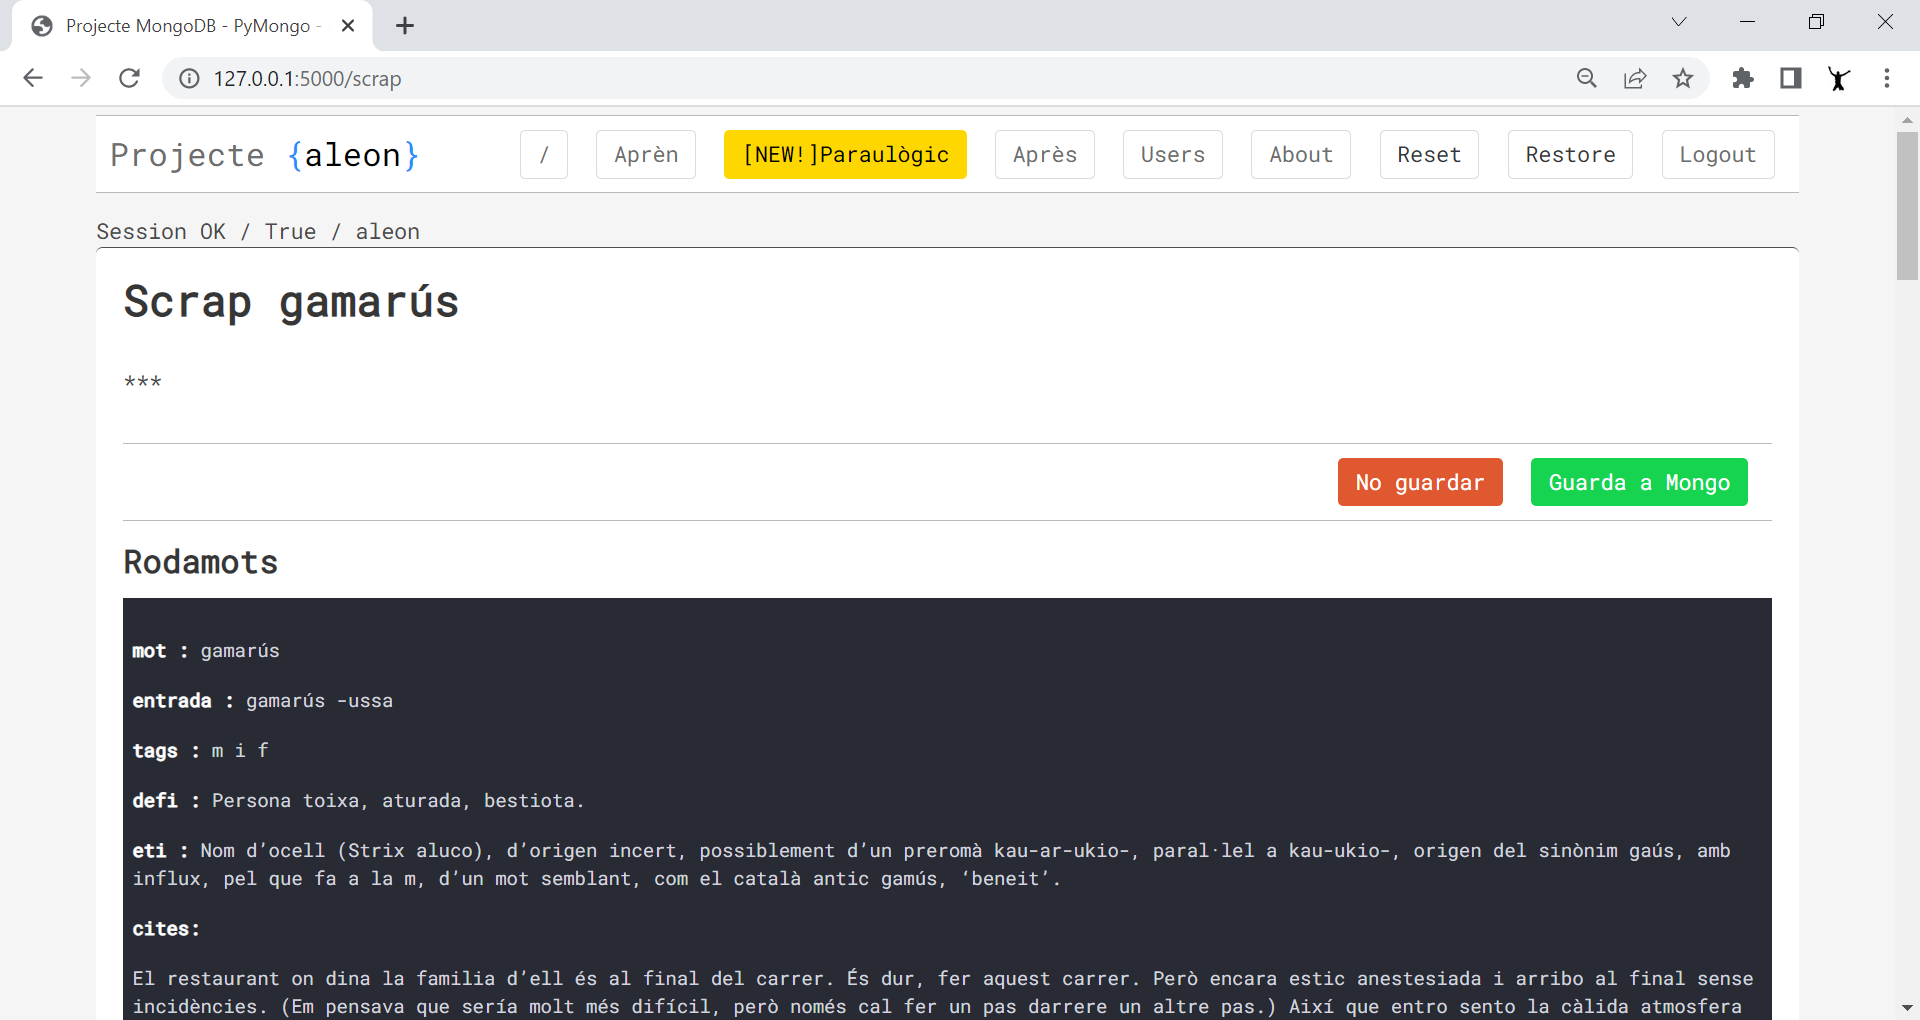 Projecte MongoDB - PyMongo -
127.0.0.1:5000/scrap
Projecte {aleon} / Aprèn [NEW!]Paraulògic Après Users About Reset Restore Logout
Session OK / True / aleon
Scrap gamarús
***
No guardar Guarda a Mongo
Rodamots
mot : gamarús
entrada : gamarús -ussa
tags : m i f
defi : Persona toixa, aturada, bestiota.
eti : Nom d’ocell (Strix aluco), d’origen incert, possiblement d’un preromà kau-ar-ukio-, paral·lel a kau-ukio-, origen del sinònim gaús, amb
influx, pel que fa a la m, d’un mot semblant, com el català antic gamús, ‘beneit’.
cites:
El restaurant on dina la familia d’ell és al final del carrer. És dur, fer aquest carrer. Però encara estic anestesiada i arribo al final sense
incidències. (Em pensava que sería molt més difícil, però només cal fer un pas darrere un altre pas.) Així que entro sento la càlida atmosfera